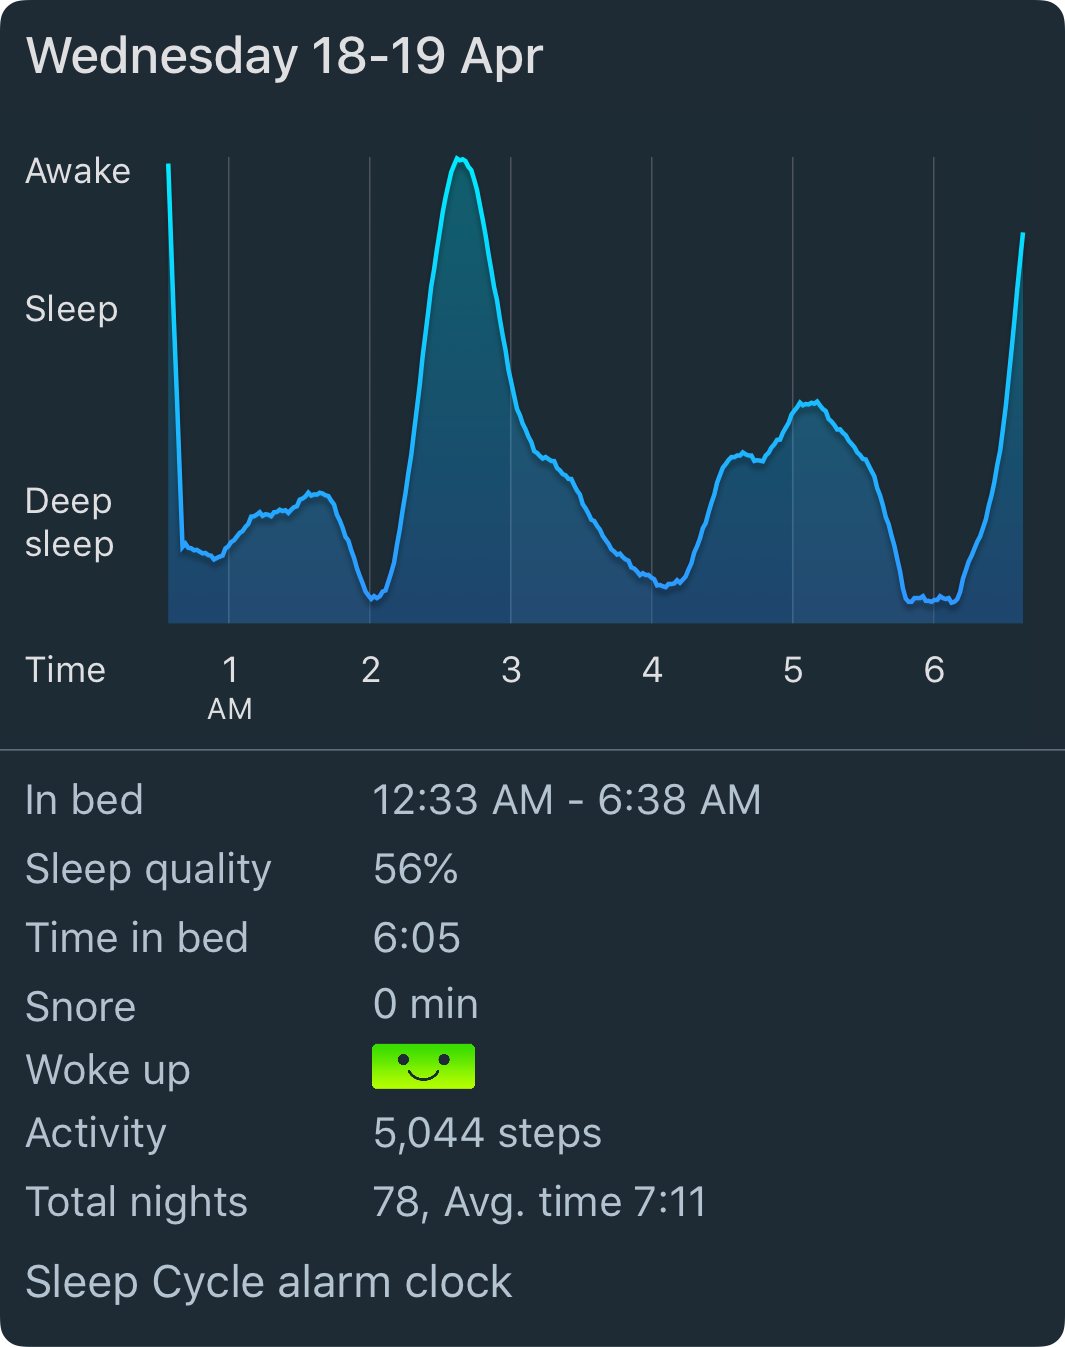 Wednesday 18-19 Apr
Awake
Sleep
Deep
sleep
Time 1 2 3 4 5 6
AM
In bed 12:33 AM - 6:38 AM
Sleep quality 56%
Time in bed 6:05
Snore 0 min
Woke up
Activity 5,044 steps
Total nights 78, Avg. time 7:11
Sleep Cycle alarm clock